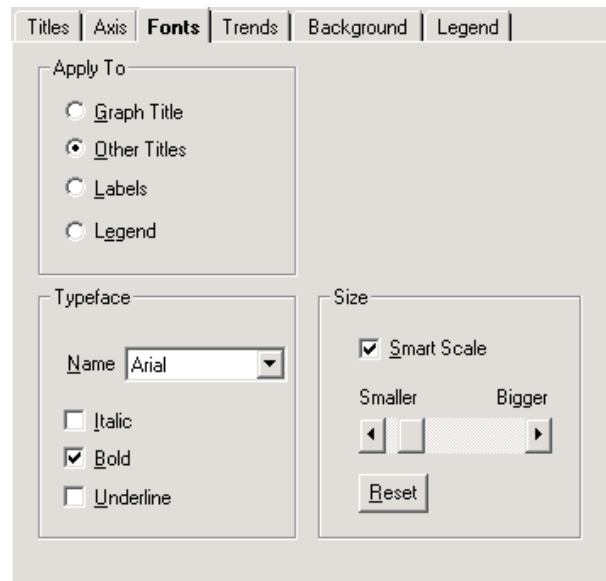 Titles Axis Fonts Trends Background Legend
Apply To
Graph Title
Other Titles
Labels
Legend
Typeface
Name Arial
Italic
Bold
Underline
Size
Smart Scale
Smaller Bigger
Reset